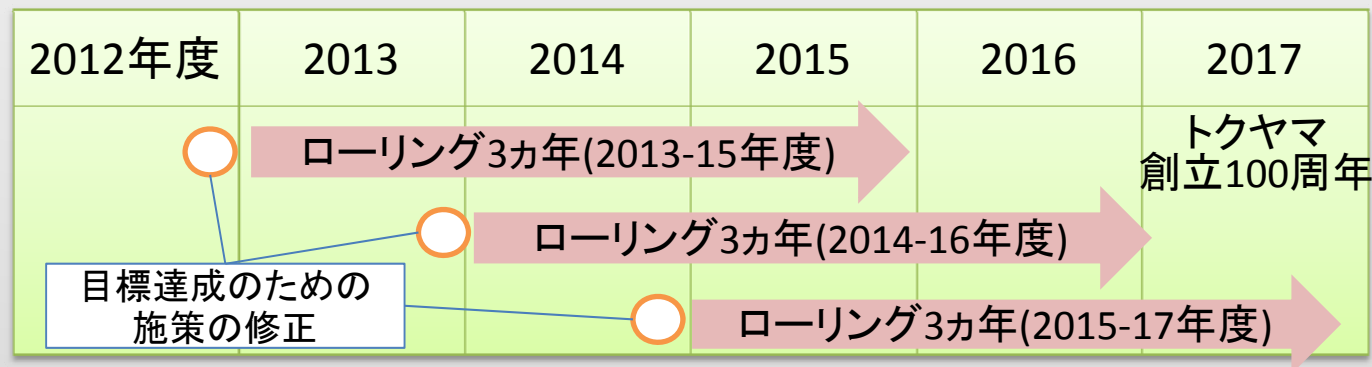 2012年度 2013 2014 2015 2016 2017
ローリング3ヵ年(2013-15年度)
トクヤマ
創立100周年
ローリング3ヵ年(2014-16年度)
目標達成のための
施策の修正
ローリング3ヵ年(2015-17年度)